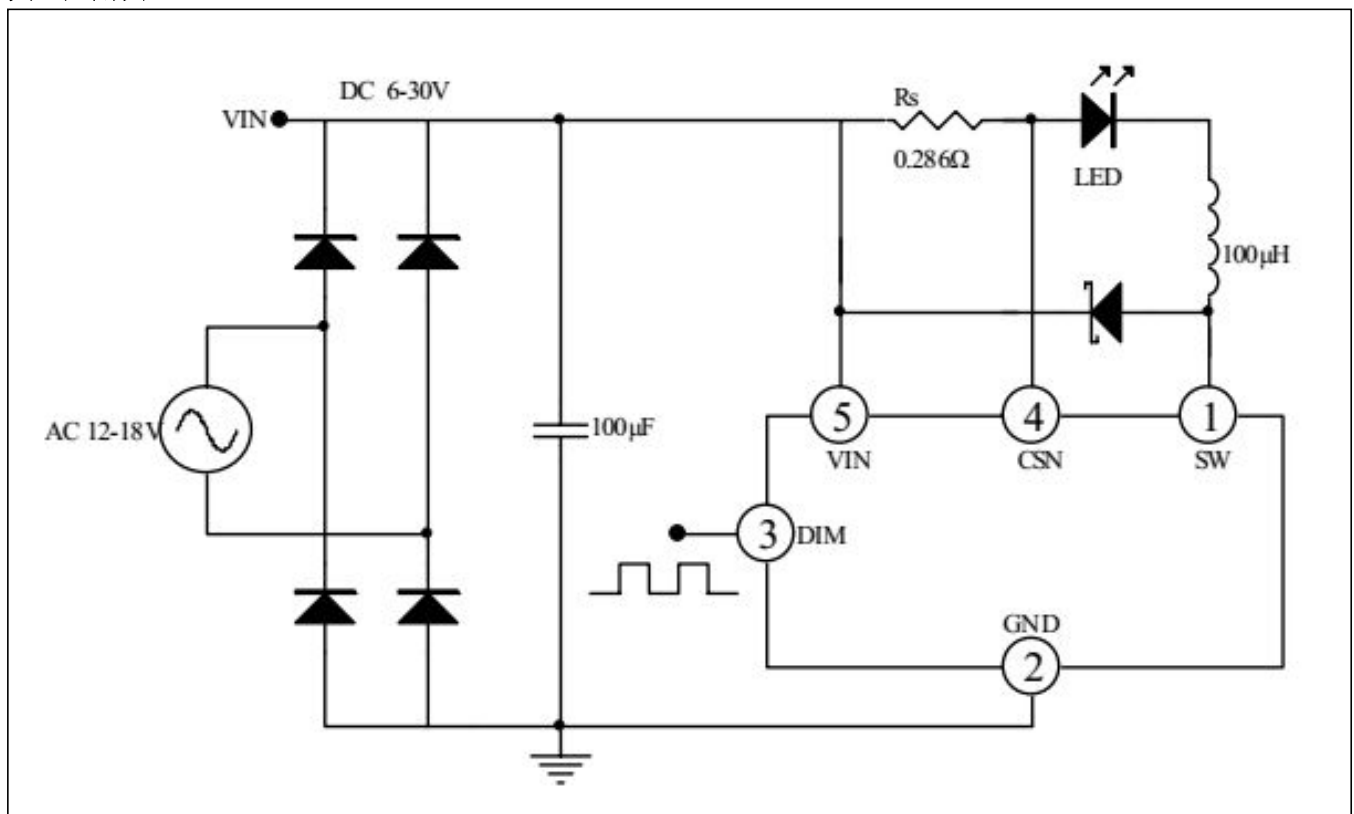 DC 6-30V
VIN
Rs
0.286Ω
LED
100μH
AC 12-18V
100μF
5
VIN
4
CSN
1
SW
3
DIM
GND
2